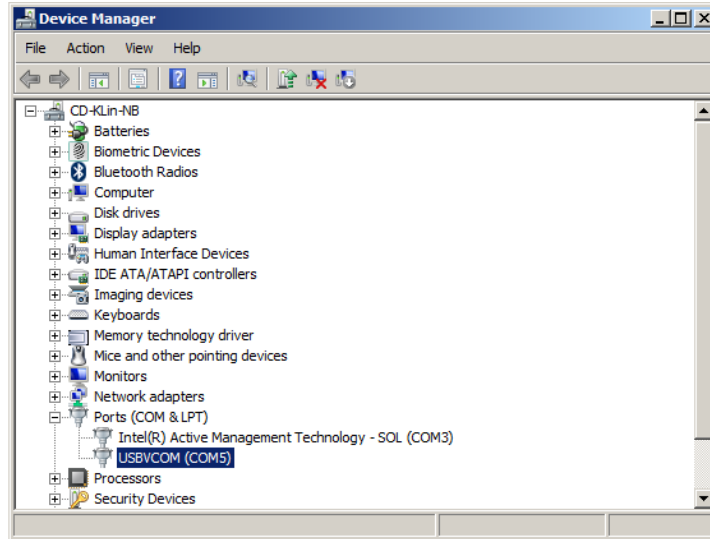 Device Manager
File Action View Help
CD-KLin-NB
Batteries
Biometric Devices
Bluetooth Radios
Computer
Disk drives
Display adapters
Human Interface Devices
IDE ATA/ATAPI controllers
Imaging devices
Keyboards
Memory technology driver
Mice and other pointing devices
Monitors
Network adapters
Ports (COM & LPT)
Intel(R) Active Management Technology - SOL (COM3)
USBVCOM (COM5)
Processors
Security Devices